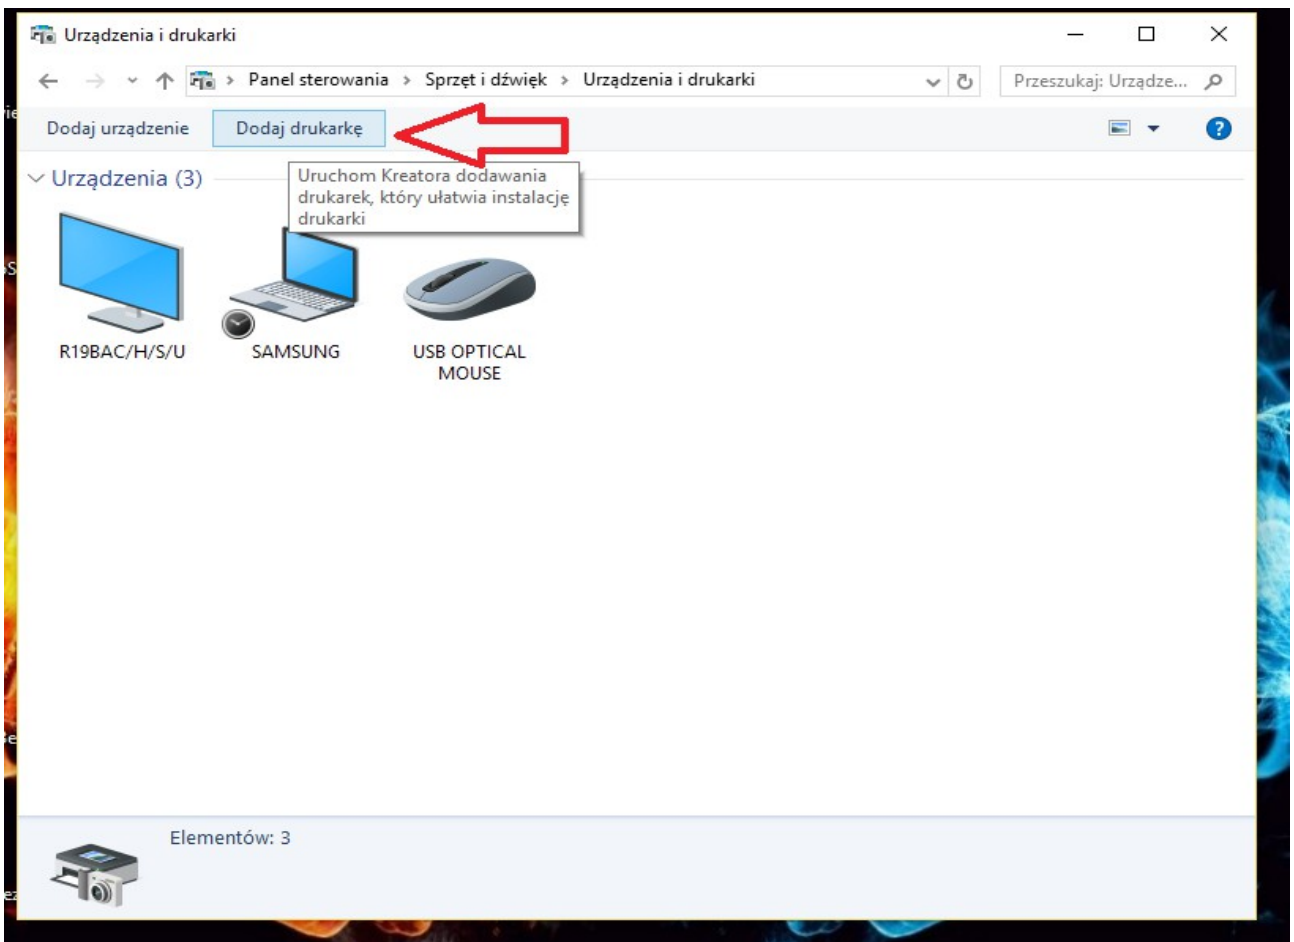 Urządzenia i drukarki
Panel sterowania > Sprzęt i dźwięk > Urządzenia i drukarki
Przeszukaj: Urządze...
Dodaj urządzenie Dodaj drukarkę
?
Urządzenia (3)
Uruchom Kreatora dodawania
drukarek, który ułatwia instalację
drukarki
R19BAC/H/S/U
SAMSUNG
USB OPTICAL
MOUSE
Elementów: 3